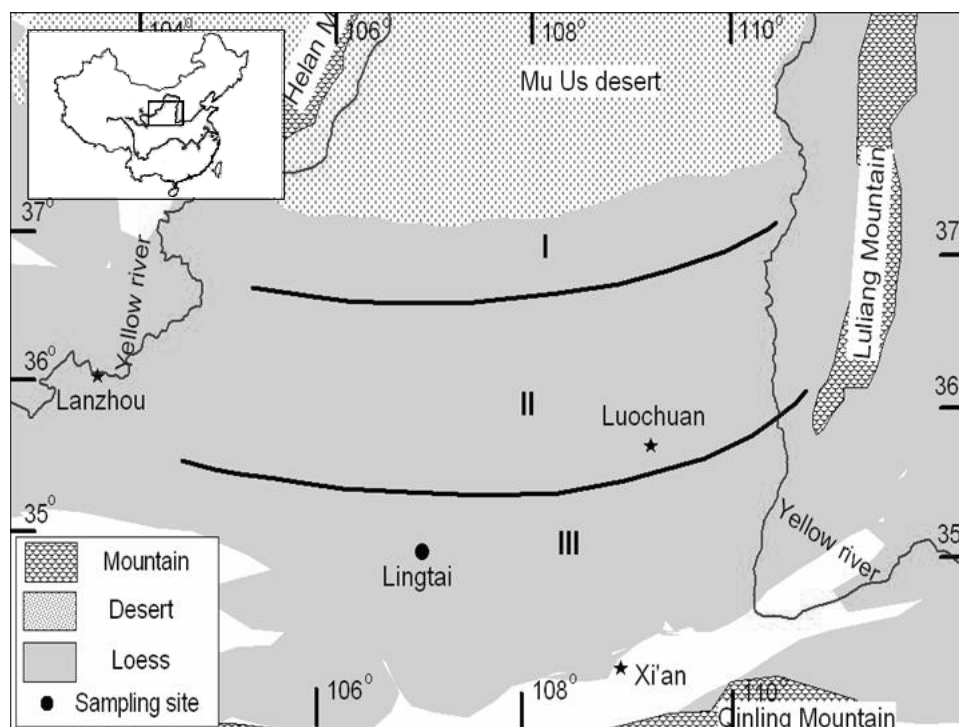 104°
106°
108°
110°
Helan M
Mu Us desert
37°
I
37
Yellow river
Luliang Mountain
36°
Lanzhou
II
Luochuan
36
35°
III
Yellow river
35
Lingtai
Mountain
Desert
Loess
Sampling site
Xi'an
106°
108°
110
Qinling Mountain